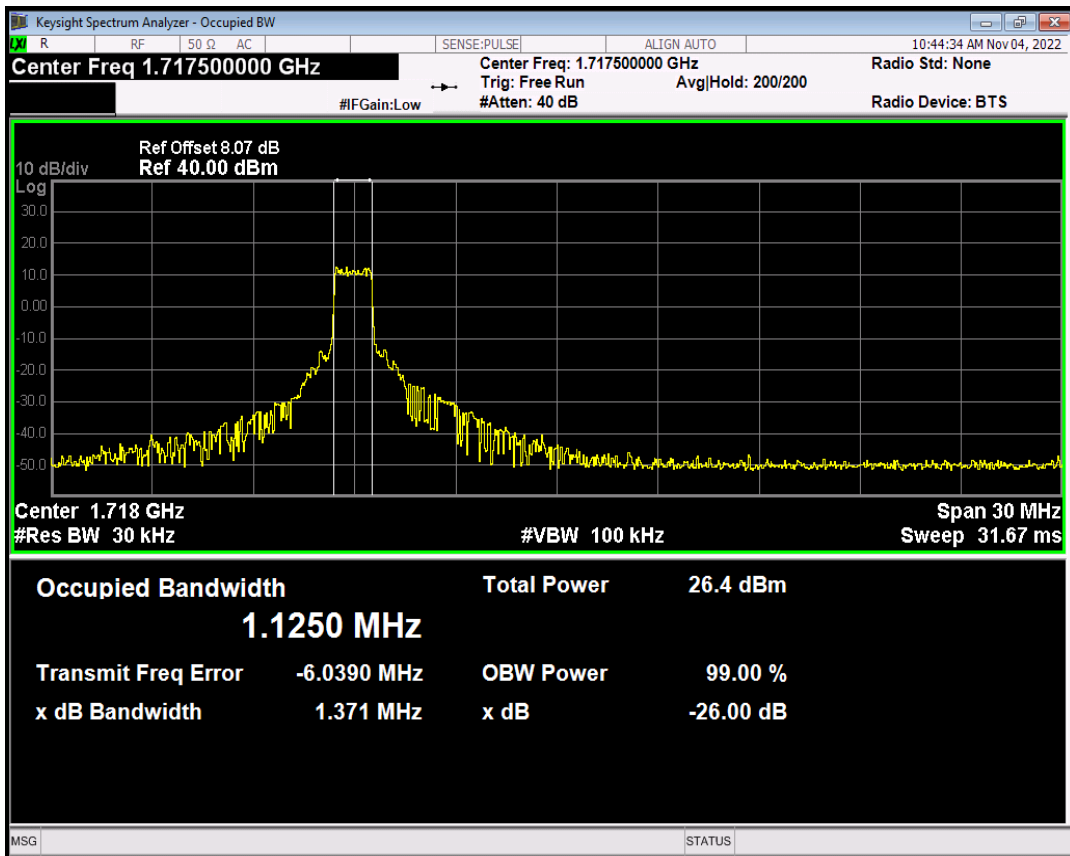 Keysight Spectrum Analyzer - Occupied BW
LXI R RF 50 Ω AC SENSE:PULSE ALIGN AUTO 10:44:34 AM Nov 04, 2022
Center Freq 1.717500000 GHz Center Freq: 1.717500000 GHz Radio Std: None
Trig: Free Run Avg|Hold: 200/200
#IFGain:Low #Atten: 40 dB Radio Device: BTS
Ref Offset 8.07 dB
10 dB/div Ref 40.00 dBm
Log
30.0
20.0
10.0
0.00
-10.0
-20.0
-30.0
-40.0
-50.0
Center 1.718 GHz Span 30 MHz
#Res BW 30 kHz #VBW 100 kHz Sweep 31.67 ms
Occupied Bandwidth Total Power 26.4 dBm
1.1250 MHz
Transmit Freq Error -6.0390 MHz OBW Power 99.00 %
x dB Bandwidth 1.371 MHz x dB -26.00 dB
MSG STATUS